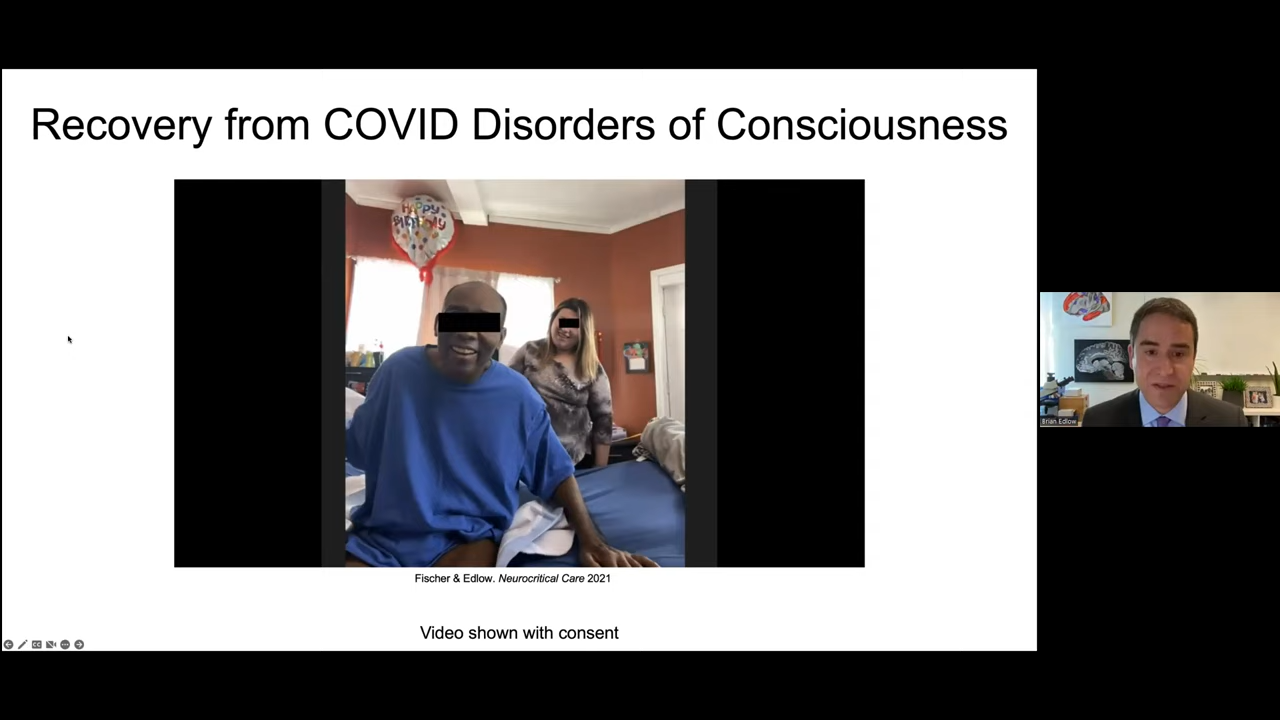 Recovery from COVID Disorders of Consciousness
HAPPY
BIRTHDAY
Fischer & Edlow. Neurocritical Care 2021
Video shown with consent
Brian Edlow